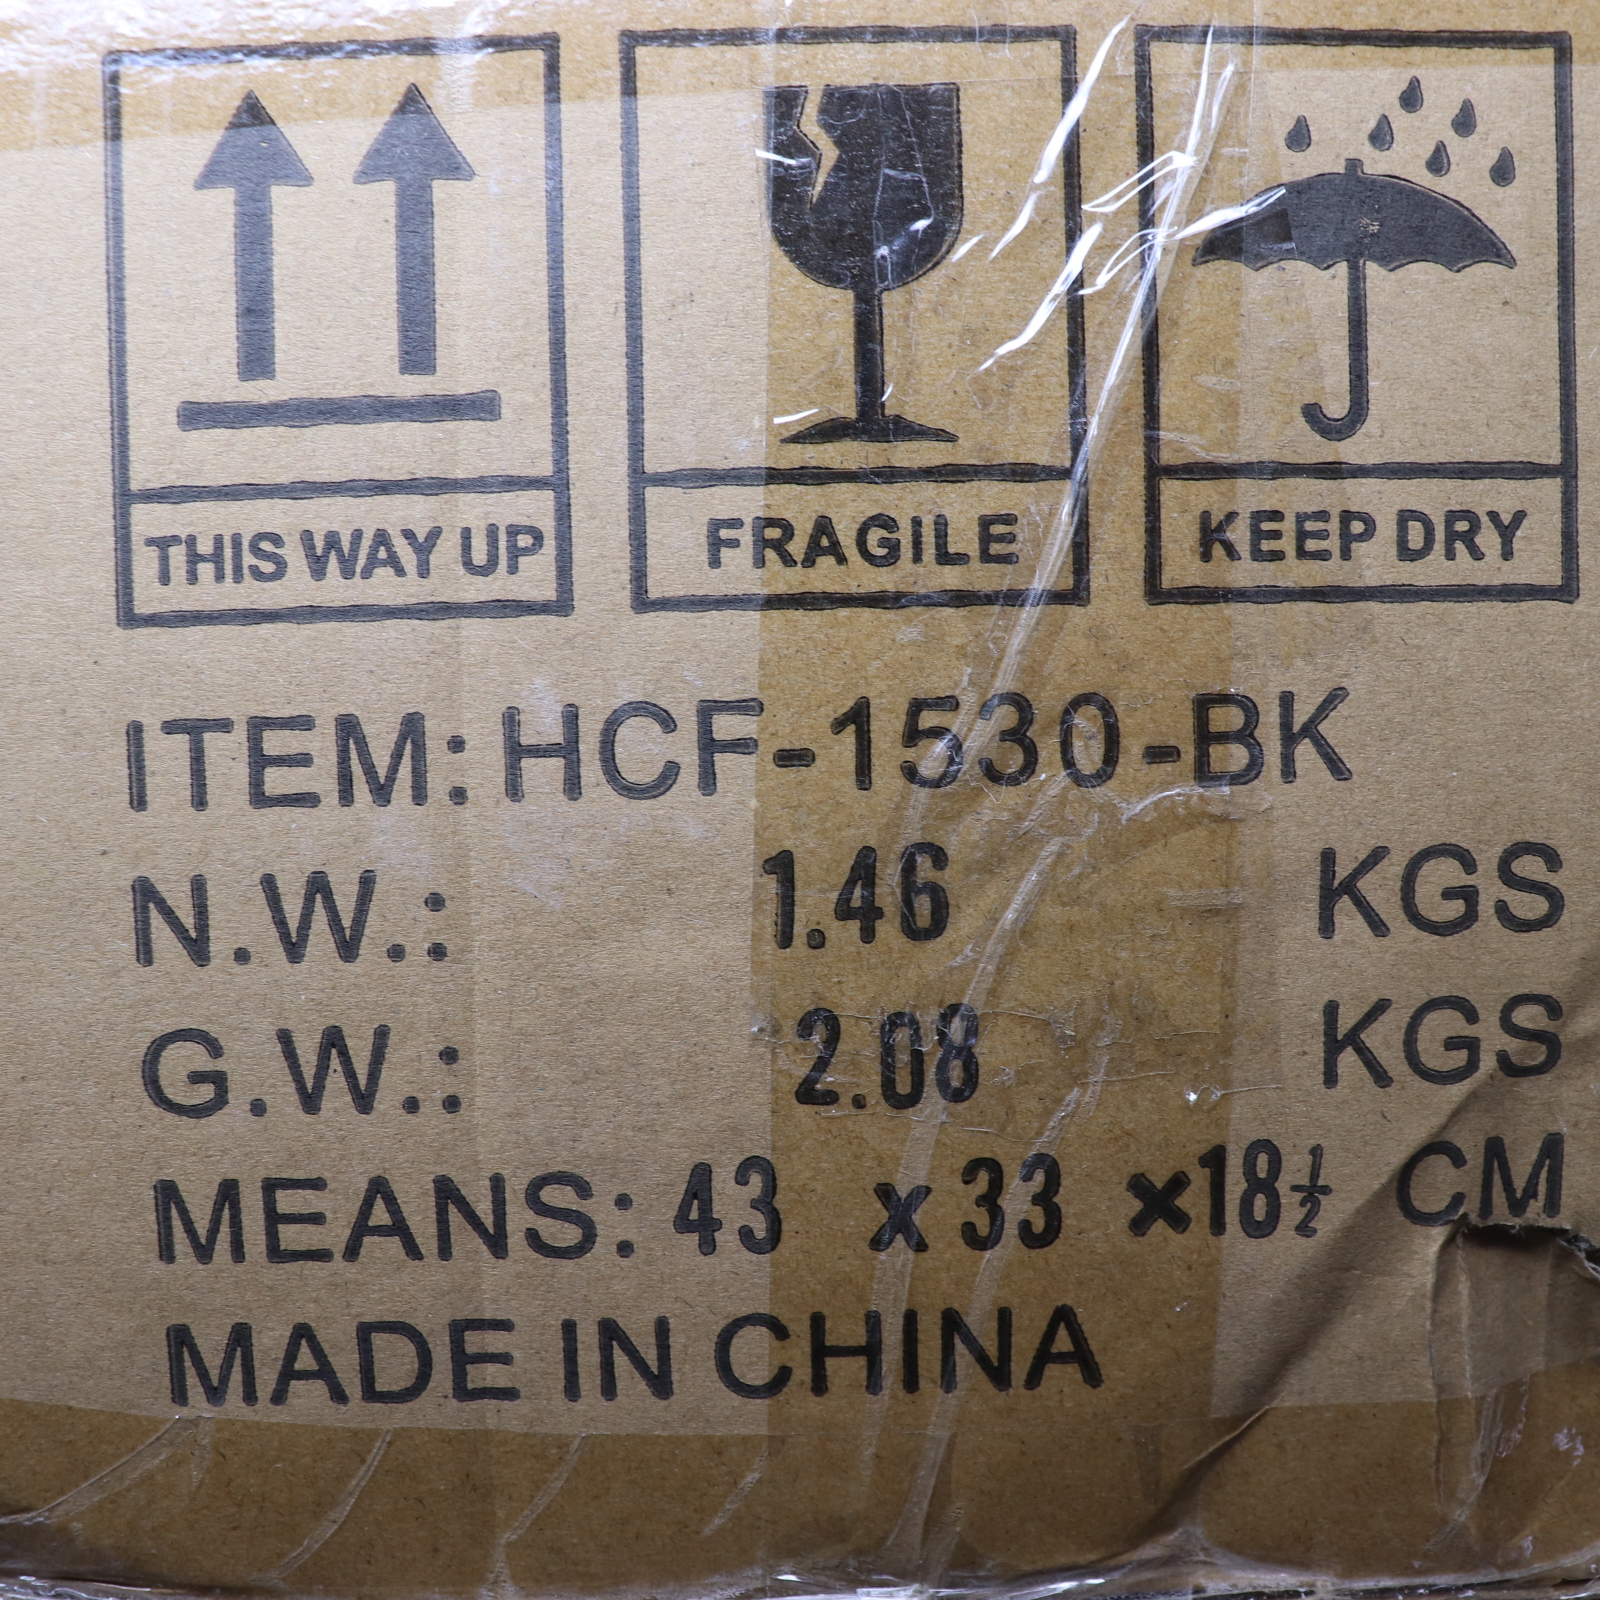 THIS WAY UP FRAGILE KEEP DRY
ITEM: HCF-1530-BK
N.W.: 1.46 KGS
G.W.: 2.08 KGS
MEANS: 43 x 33 ×18½ CM
MADE IN CHINA